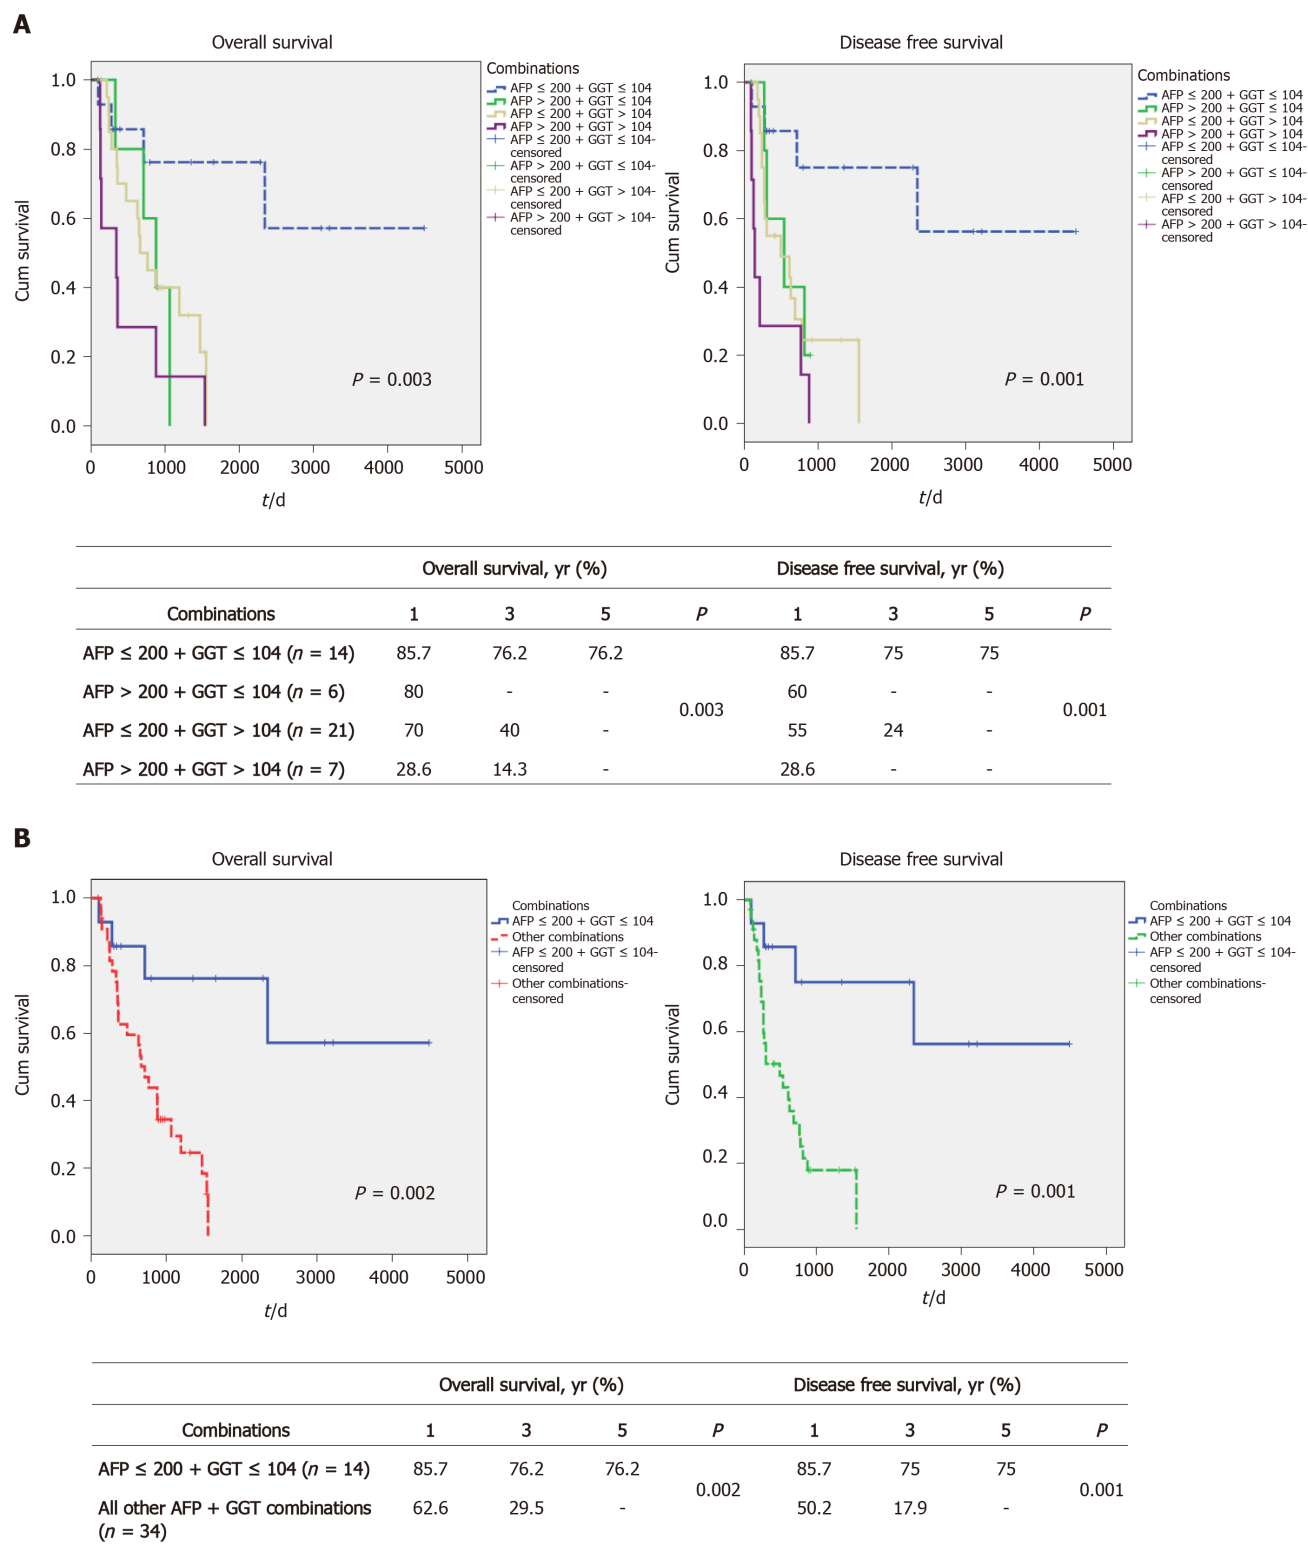 A
Overall survival
Cum survival
1.0
0.8
0.6
0.4
0.2
0.0
P = 0.003
0 1000 2000 3000 4000 5000
t/d
Combinations
AFP ≤ 200 + GGT ≤ 104
AFP > 200 + GGT ≤ 104
AFP ≤ 200 + GGT > 104
AFP > 200 + GGT > 104
AFP ≤ 200 + GGT ≤ 104-
censored
AFP > 200 + GGT ≤ 104-
censored
AFP ≤ 200 + GGT > 104-
censored
AFP > 200 + GGT > 104-
censored
Disease free survival
Cum survival
1.0
0.8
0.6
0.4
0.2
0.0
P = 0.001
0 1000 2000 3000 4000 5000
t/d
Combinations
AFP ≤ 200 + GGT ≤ 104
AFP > 200 + GGT ≤ 104
AFP ≤ 200 + GGT > 104
AFP > 200 + GGT > 104
AFP ≤ 200 + GGT ≤ 104-
censored
AFP > 200 + GGT ≤ 104-
censored
AFP ≤ 200 + GGT > 104-
censored
AFP > 200 + GGT > 104-
censored
Overall survival, yr (%) Disease free survival, yr (%)
Combinations 1 3 5 P 1 3 5 P
AFP ≤ 200 + GGT ≤ 104 (n = 14) 85.7 76.2 76.2 85.7 75 75
AFP > 200 + GGT ≤ 104 (n = 6) 80 - - 60 - -
0.003 0.001
AFP ≤ 200 + GGT > 104 (n = 21) 70 40 - 55 24 -
AFP > 200 + GGT > 104 (n = 7) 28.6 14.3 - 28.6 - -
B
Overall survival
Cum survival
1.0
0.8
0.6
0.4
0.2
0.0
P = 0.002
0 1000 2000 3000 4000 5000
t/d
Combinations
AFP ≤ 200 + GGT ≤ 104
Other combinations
AFP ≤ 200 + GGT ≤ 104-
censored
Other combinations-
censored
Disease free survival
Cum survival
1.0
0.8
0.6
0.4
0.2
0.0
P = 0.001
0 1000 2000 3000 4000 5000
t/d
Combinations
AFP ≤ 200 + GGT ≤ 104
Other combinations
AFP ≤ 200 + GGT ≤ 104-
censored
Other combinations-
censored
Overall survival, yr (%) Disease free survival, yr (%)
Combinations 1 3 5 P 1 3 5 P
AFP ≤ 200 + GGT ≤ 104 (n = 14) 85.7 76.2 76.2 85.7 75 75
0.002 0.001
All other AFP + GGT combinations 62.6 29.5 - 50.2 17.9 -
(n = 34)